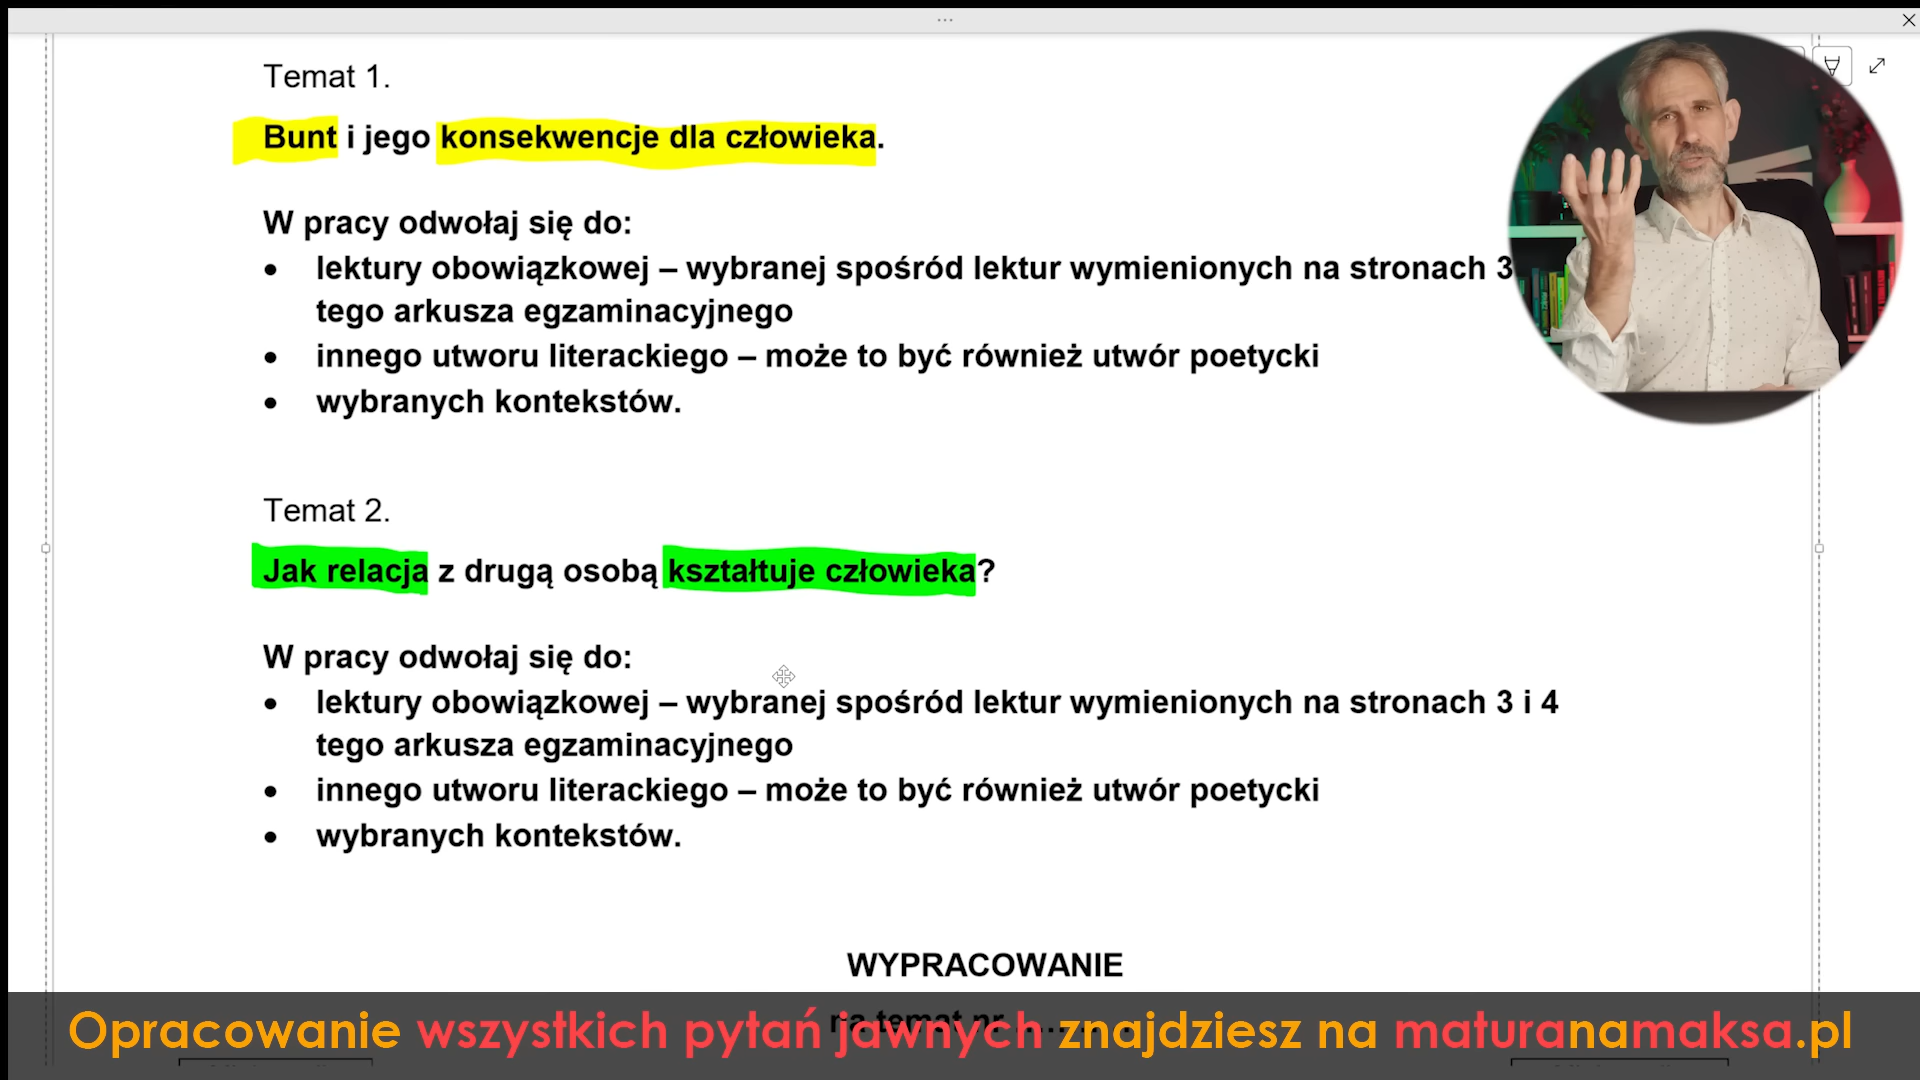 Temat 1.
Bunt i jego konsekwencje dla człowieka.
W pracy odwołaj się do:
• lektury obowiązkowej – wybranej spośród lektur wymienionych na stronach 3
tego arkusza egzaminacyjnego
• innego utworu literackiego – może to być również utwór poetycki
• wybranych kontekstów.
Temat 2.
Jak relacja z drugą osobą kształtuje człowieka?
W pracy odwołaj się do:
• lektury obowiązkowej – wybranej spośród lektur wymienionych na stronach 3 i 4
tego arkusza egzaminacyjnego
• innego utworu literackiego – może to być również utwór poetycki
• wybranych kontekstów.
WYPRACOWANIE
na temat nr
Opracowanie wszystkich pytań jawnych znajdziesz na maturanamaksa.pl